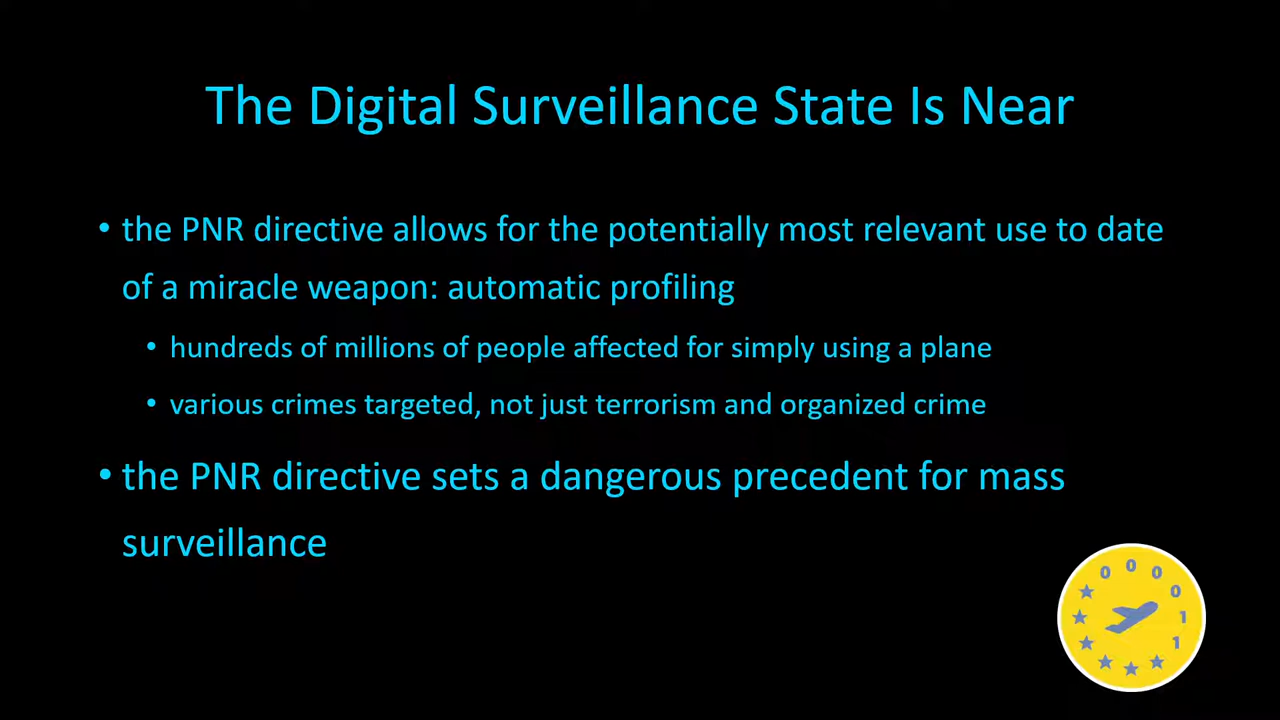 The Digital Surveillance State Is Near
• the PNR directive allows for the potentially most relevant use to date
of a miracle weapon: automatic profiling
• hundreds of millions of people affected for simply using a plane
• various crimes targeted, not just terrorism and organized crime
• the PNR directive sets a dangerous precedent for mass
surveillance
0 0 0 0 1 1